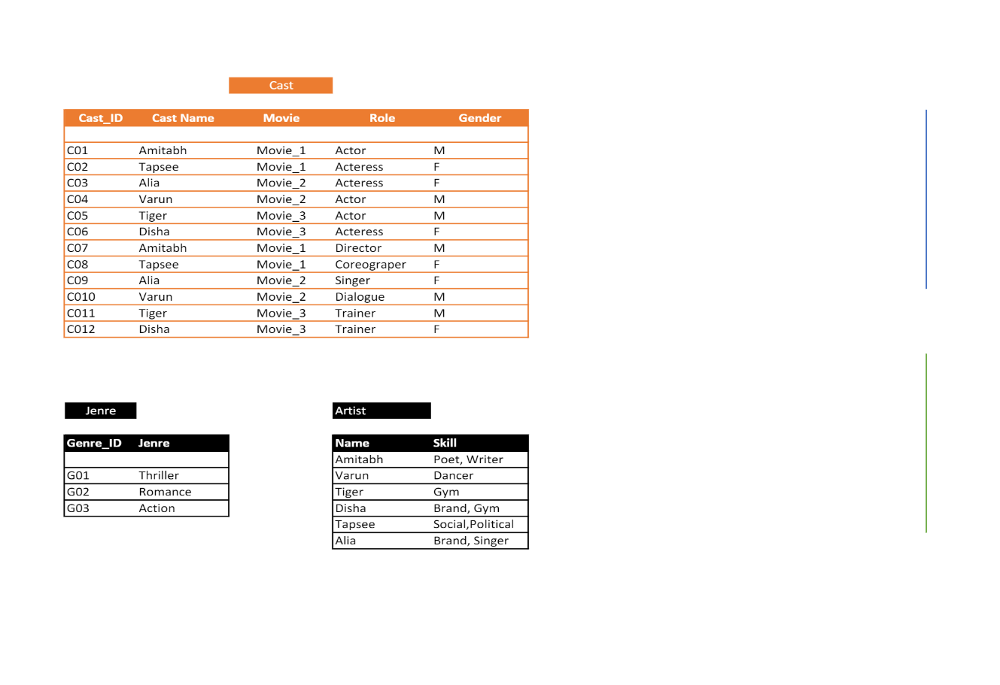 Cast
Cast_ID Cast Name Movie Role Gender
C01 Amitabh Movie_1 Actor M
C02 Tapsee Movie_1 Acteress F
C03 Alia Movie_2 Acteress F
C04 Varun Movie_2 Actor M
C05 Tiger Movie_3 Actor M
C06 Disha Movie_3 Acteress F
C07 Amitabh Movie_1 Director M
C08 Tapsee Movie_1 Coreograper F
C09 Alia Movie_2 Singer F
C010 Varun Movie_2 Dialogue M
C011 Tiger Movie_3 Trainer M
C012 Disha Movie_3 Trainer F
Jenre
Genre_ID Jenre
G01 Thriller
G02 Romance
G03 Action
Artist
Name Skill
Amitabh Poet, Writer
Varun Dancer
Tiger Gym
Disha Brand, Gym
Tapsee Social,Political
Alia Brand, Singer